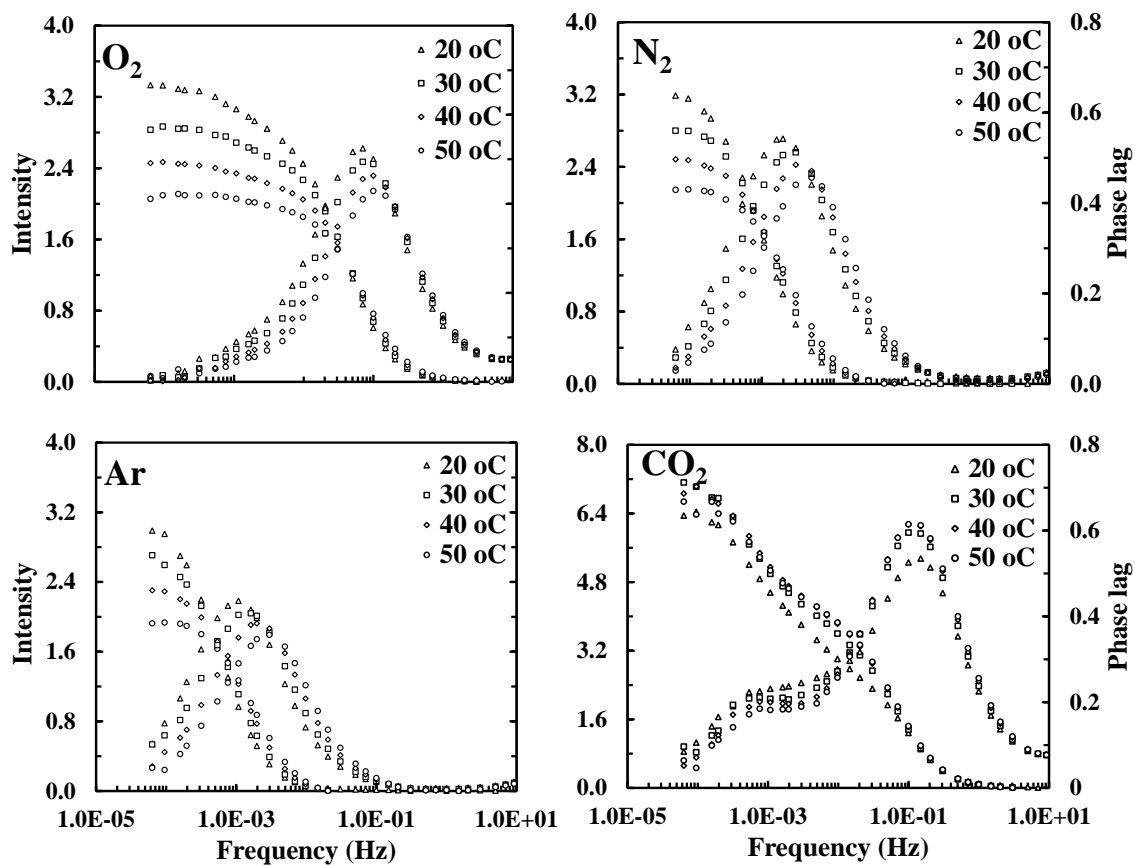 4.0
3.2
2.4
1.6
0.8
0.0
Intensity
O2
20 oC
30 oC
40 oC
50 oC
4.0
3.2
2.4
1.6
0.8
0.0
N2
20 oC
30 oC
40 oC
50 oC
0.8
0.6
0.4
0.2
0.0
Phase lag
4.0
3.2
2.4
1.6
0.8
0.0
Intensity
Ar
20 oC
30 oC
40 oC
50 oC
1.0E-05 1.0E-03 1.0E-01 1.0E+01
Frequency (Hz)
8.0
6.4
4.8
3.2
1.6
0.0
CO2
20 oC
30 oC
40 oC
50 oC
0.8
0.6
0.4
0.2
0
Phase lag
1.0E-05 1.0E-03 1.0E-01 1.0E+01
Frequency (Hz)